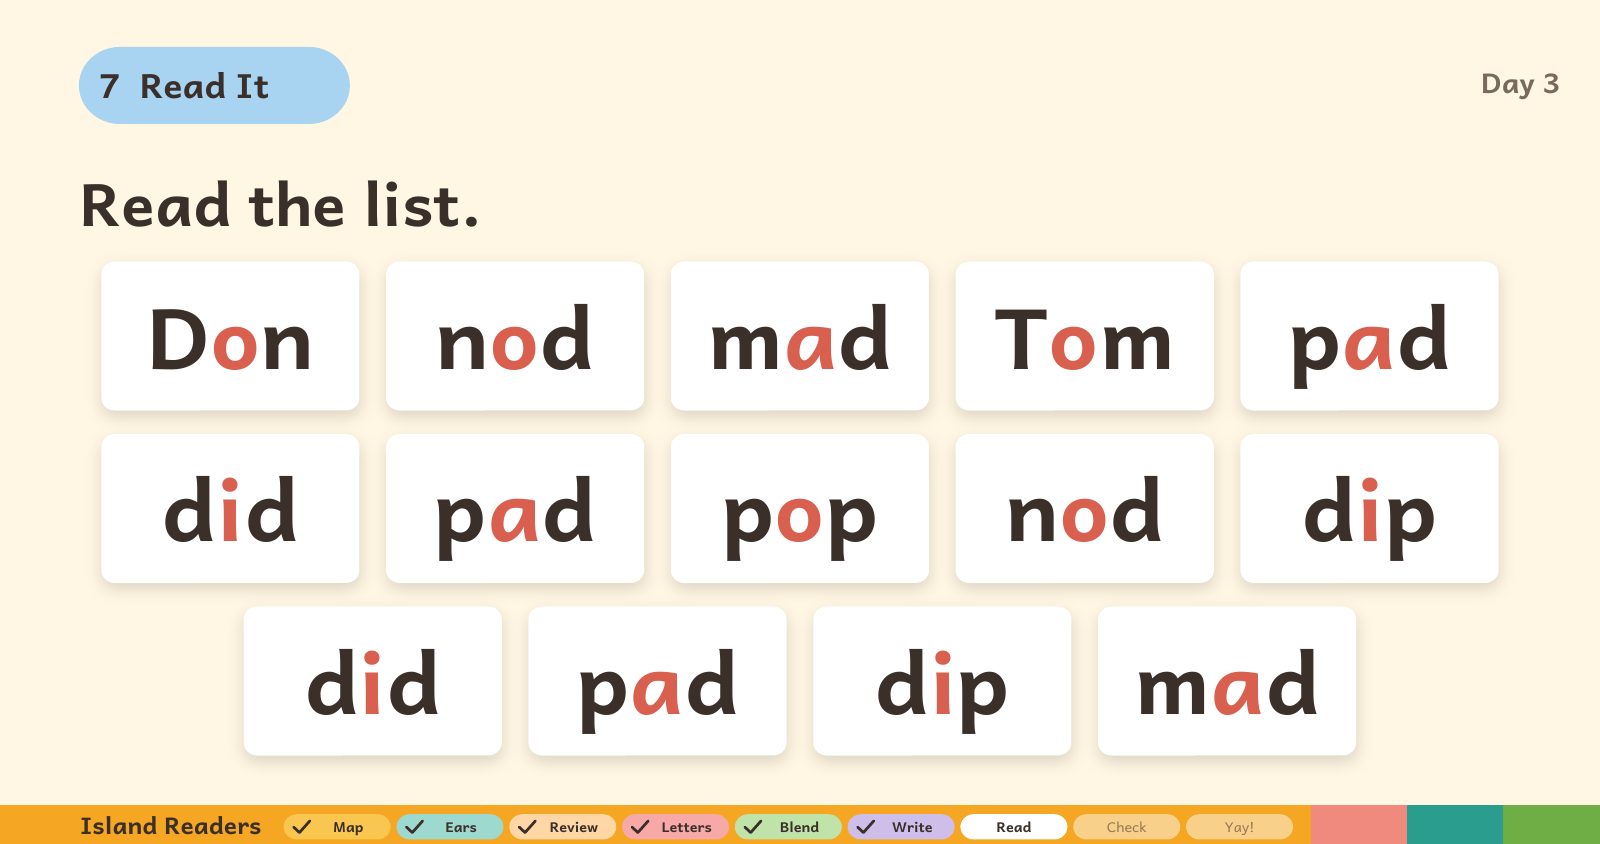 7 Read It
Day 3
Read the list.
Don nod mad Tom pad
did pad pop nod dip
did pad dip mad
Island Readers Map Ears Review Letters Blend Write Read Check Yay!